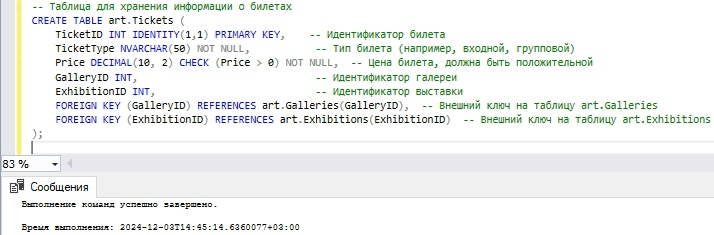 -- Таблица для хранения информации о билетах
CREATE TABLE art.Tickets (
TicketID INT IDENTITY(1,1) PRIMARY KEY, -- Идентификатор билета
TicketType NVARCHAR(50) NOT NULL, -- Тип билета (например, входной, групповой)
Price DECIMAL(10, 2) CHECK (Price > 0) NOT NULL, -- Цена билета, должна быть положительной
GalleryID INT, -- Идентификатор галереи
ExhibitionID INT, -- Идентификатор выставки
FOREIGN KEY (GalleryID) REFERENCES art.Galleries(GalleryID), -- Внешний ключ на таблицу art.Galleries
FOREIGN KEY (ExhibitionID) REFERENCES art.Exhibitions(ExhibitionID) -- Внешний ключ на таблицу art.Exhibitions
);
83 %
Сообщения
Выполнение команд успешно завершено.
Время выполнения: 2024-12-03T14:45:14.6360077+03:00